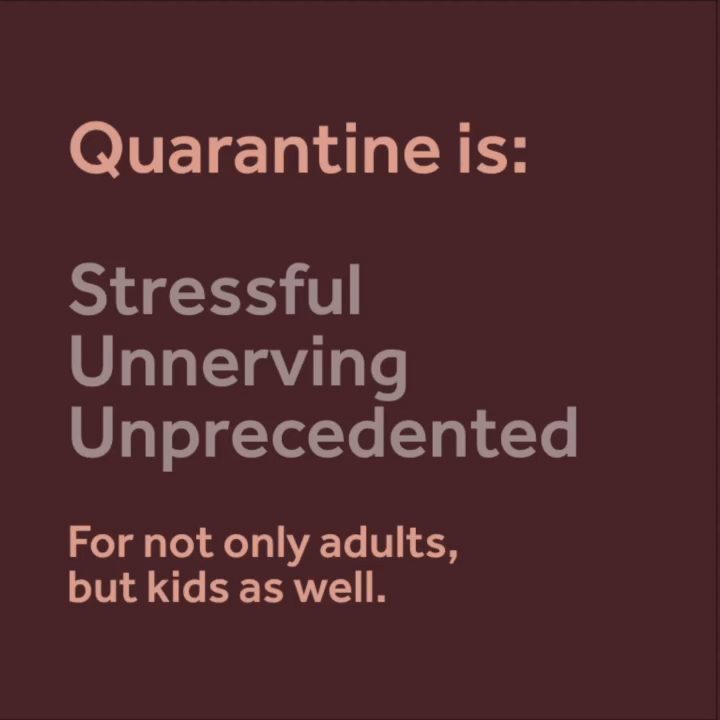 Quarantine is:
Stressful
Unnerving
Unprecedented
For not only adults,
but kids as well.